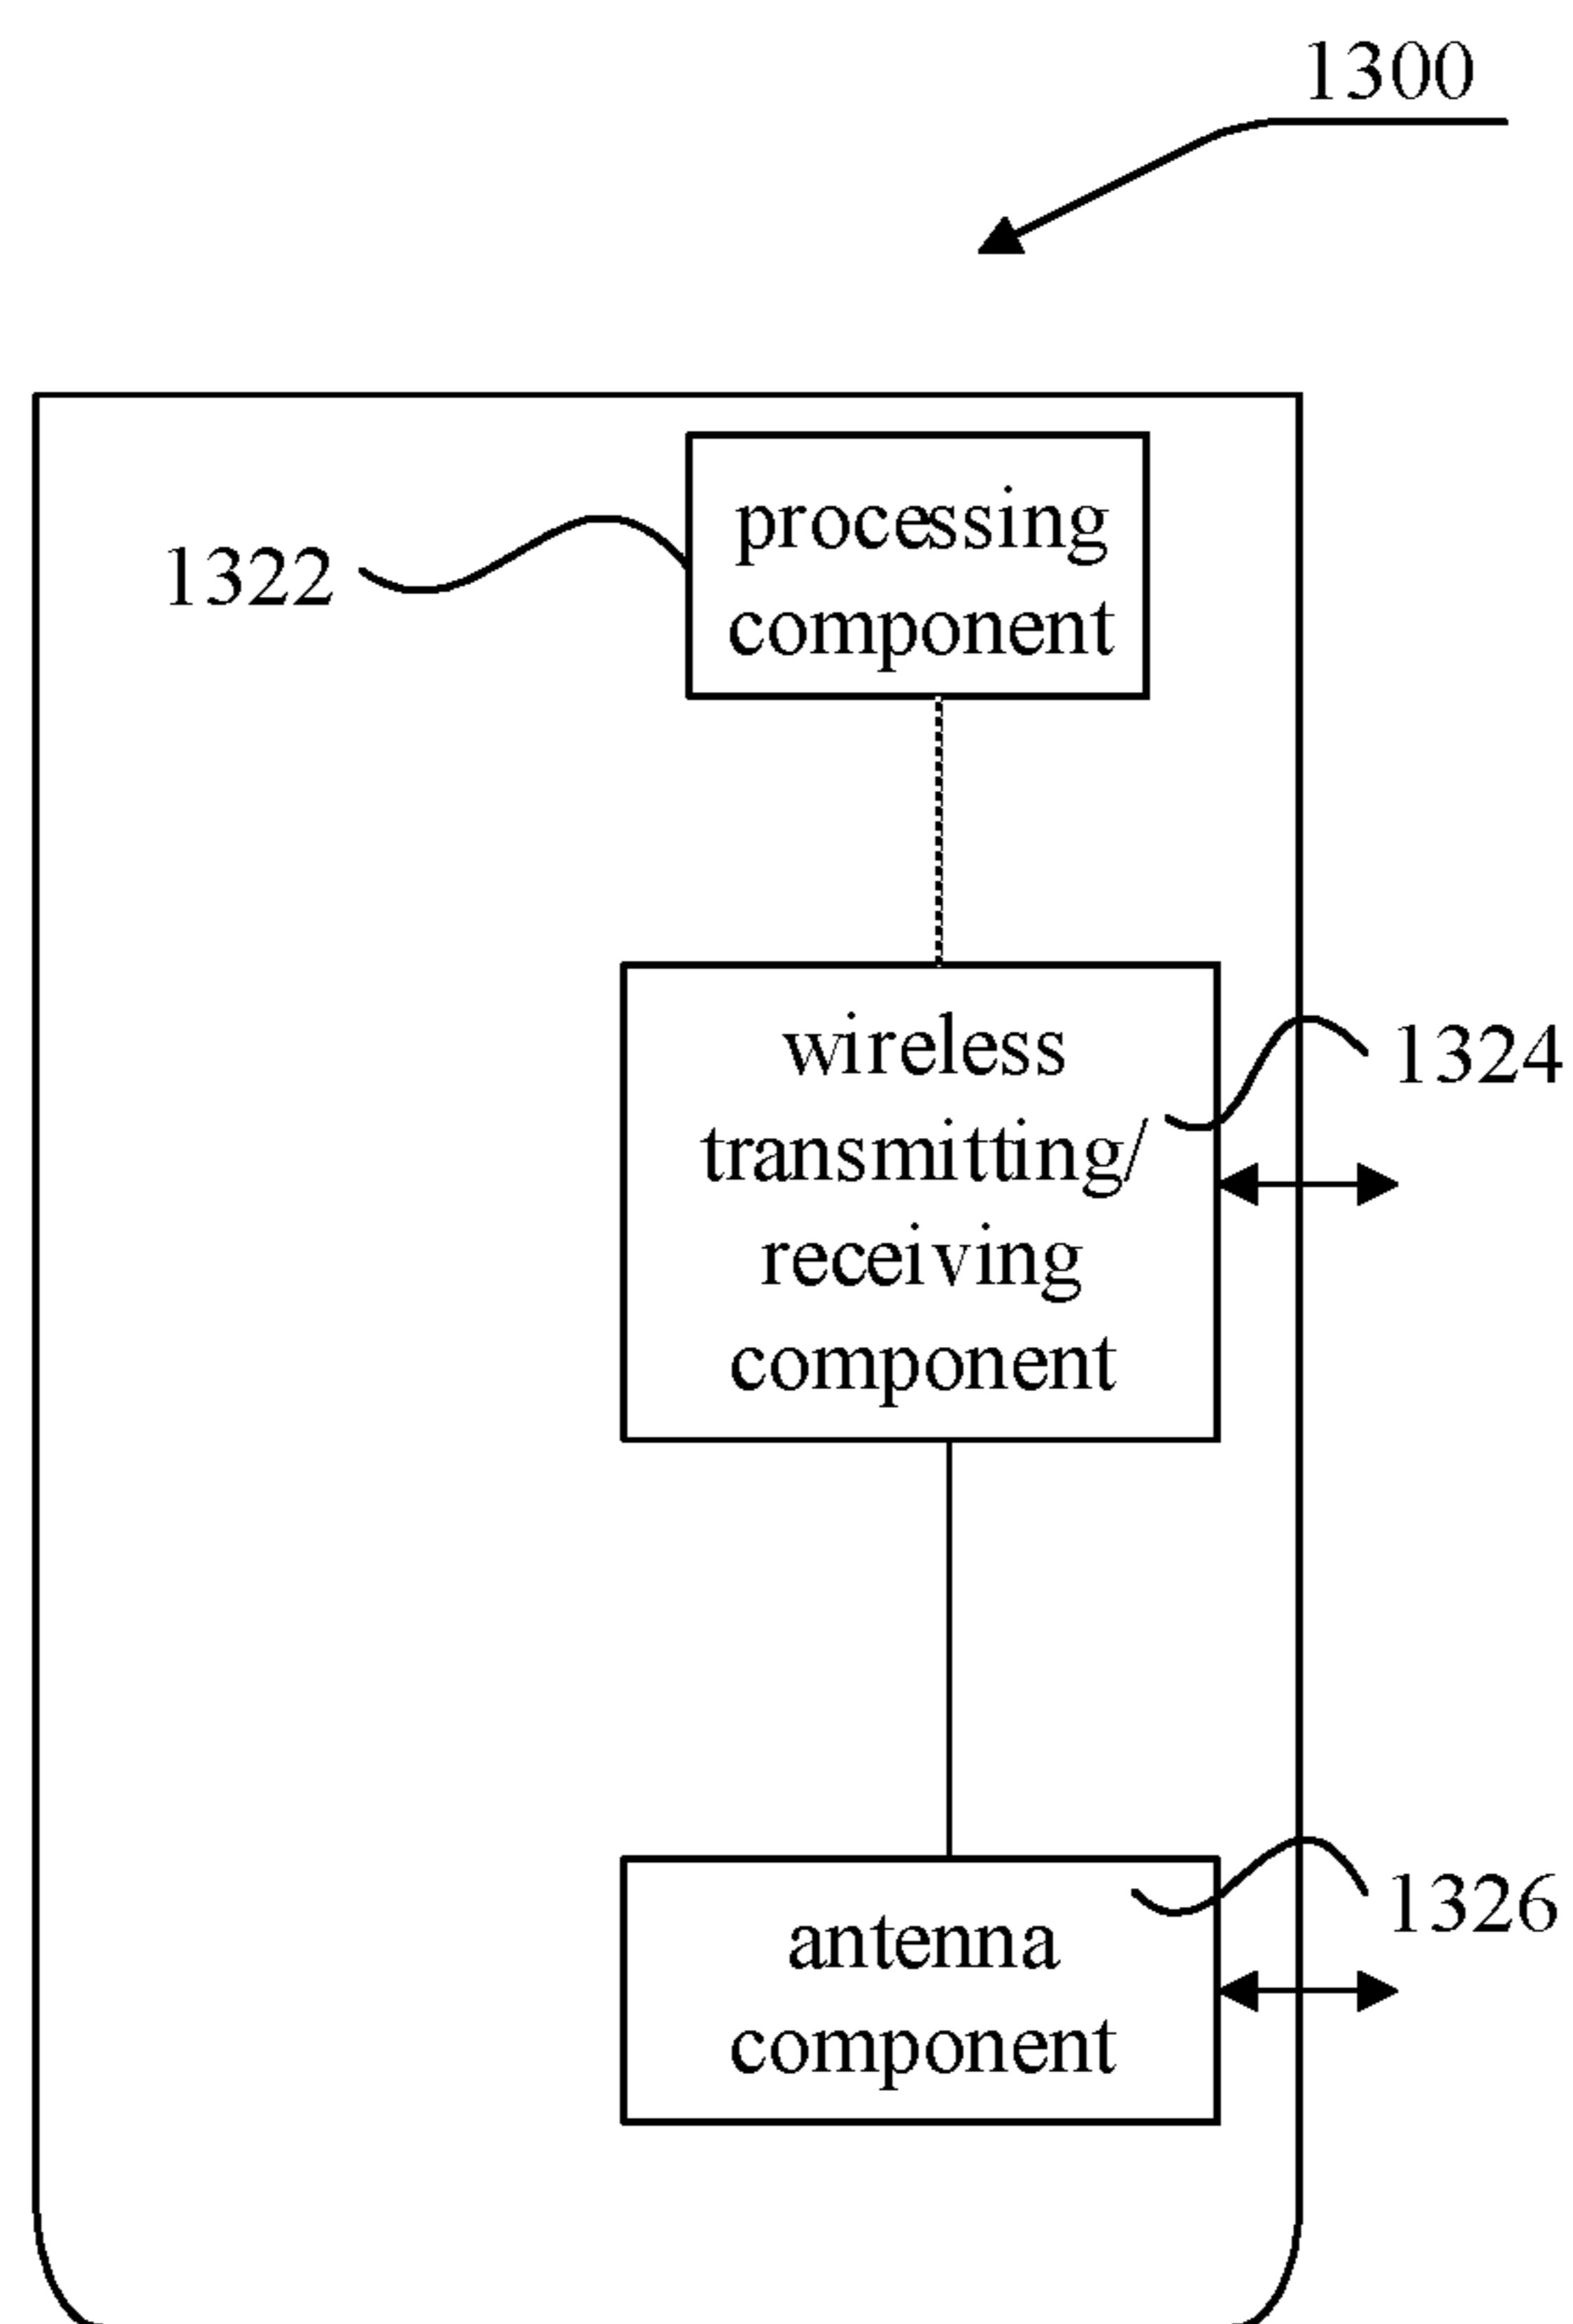 1300
processing
component
1322
wireless
transmitting/
receiving
component
1324
antenna
component
1326